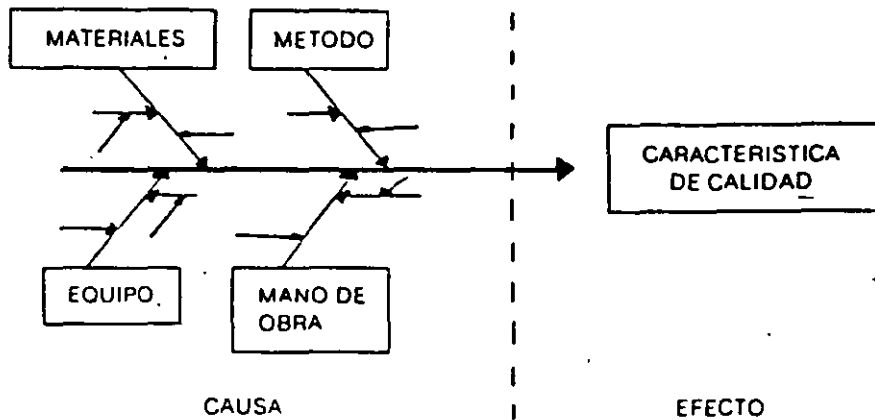 MATERIALES
METODO
CARACTERISTICA
DE CALIDAD
EQUIPO.
MANO DE
OBRA
CAUSA
EFECTO